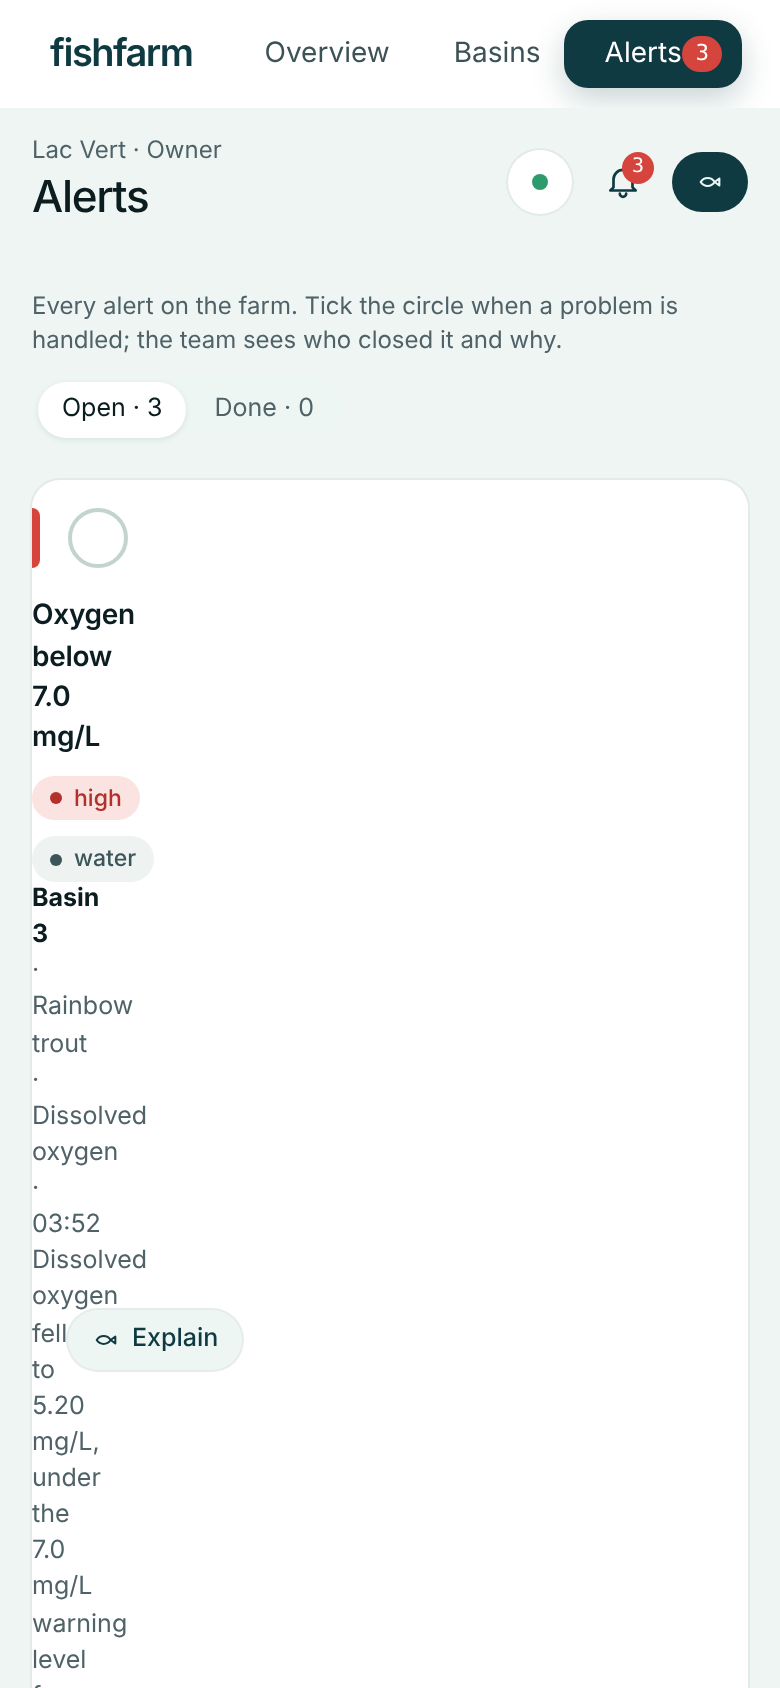 fishfarm Overview Basins Alerts 3
Lac Vert · Owner
Alerts
3
Every alert on the farm. Tick the circle when a problem is
handled; the team sees who closed it and why.
Open · 3 Done · 0
Oxygen
below
7.0
mg/L
high
water
Basin
3
·
Rainbow
trout
·
Dissolved
oxygen
·
03:52
Dissolved
oxygen
fell
Explain
to
5.20
mg/L,
under
the
7.0
mg/L
warning
level